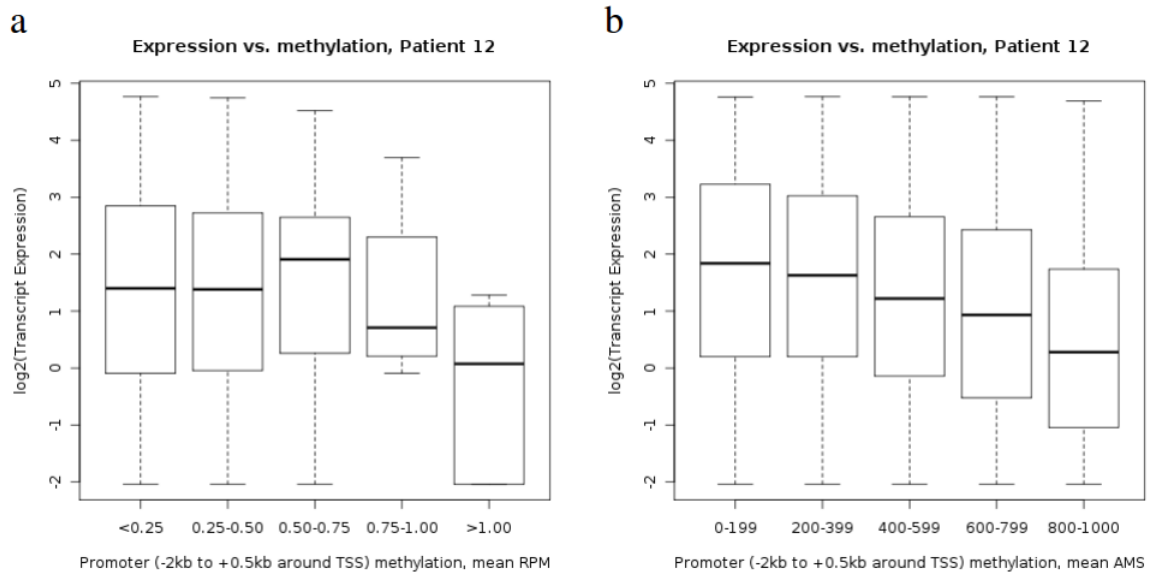 a
Expression vs. methylation, Patient 12
log2(Transcript Expression)
5
4
3
2
1
0
-1
-2
<0.25 0.25-0.50 0.50-0.75 0.75-1.00 >1.00
Promoter (-2kb to +0.5kb around TSS) methylation, mean RPM
b
Expression vs. methylation, Patient 12
log2(Transcript Expression)
5
4
3
2
1
0
-1
-2
0-199 200-399 400-599 600-799 800-1000
Promoter (-2kb to +0.5kb around TSS) methylation, mean AMS